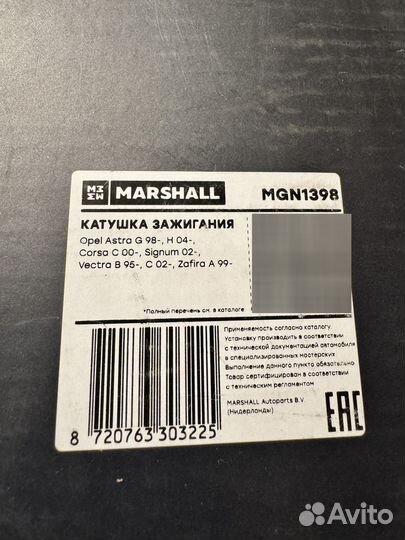 MARSHALL
MGN1398
КАТУШКА ЗАЖИГАНИЯ
Opel Astra G 98-, H 04-,
Corsa C 00-, Signum 02-,
Vectra B 95-, C 02-, Zafira A 99-
*Полный перечень см. в каталоге
Применяемость согласно каталогу.
Установку производить в соответствии
с технической документацией автомобиля
в специализированных мастерских
Выполнение данного пункта обязательно
Товар сертифицирован в соответствии
с техническим регламентом
MARSHALL Autoparts B.V.
(Нидерланды)
EAC
8 720763 303225
Avito